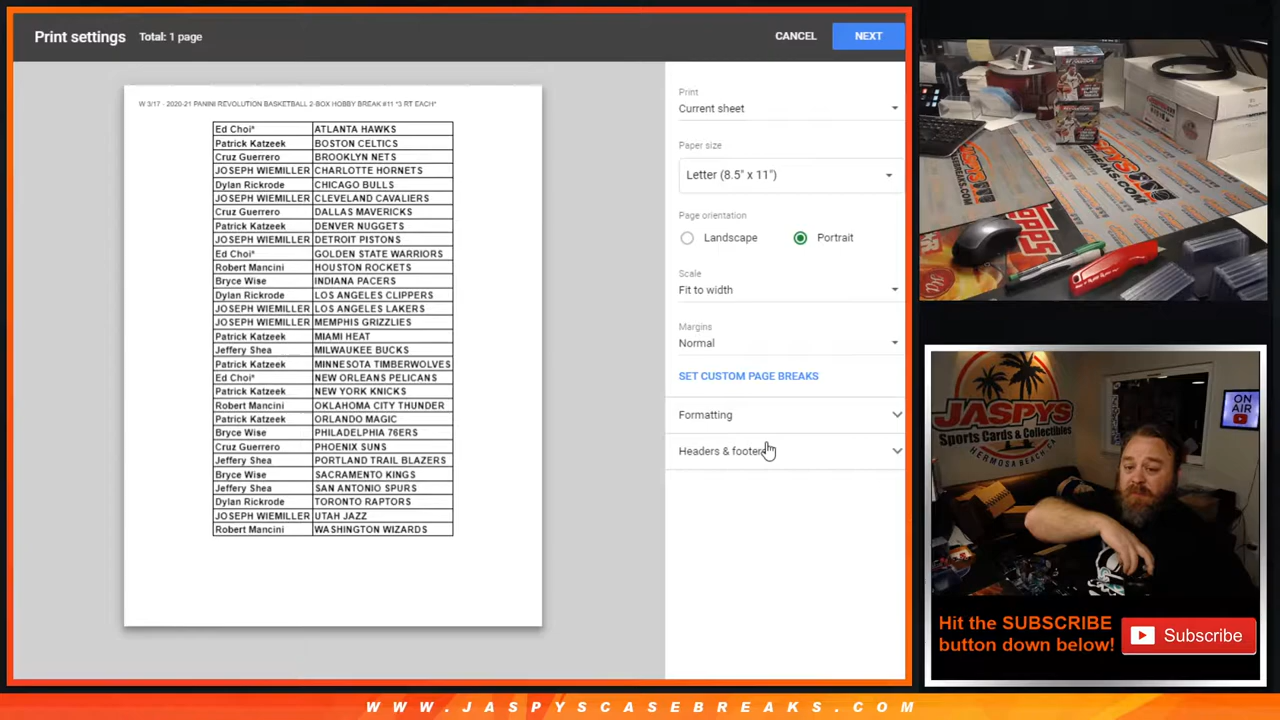 Print settings Total: 1 page CANCEL NEXT
W 3/17 - 2020-21 PANINI REVOLUTION BASKETBALL 2-BOX HOBBY BREAK #11 *3 RT EACH*
Ed Choi* ATLANTA HAWKS
Patrick Katzeek BOSTON CELTICS
Cruz Guerrero BROOKLYN NETS
JOSEPH WIEMILLER CHARLOTTE HORNETS
Dylan Rickrode CHICAGO BULLS
JOSEPH WIEMILLER CLEVELAND CAVALIERS
Cruz Guerrero DALLAS MAVERICKS
Patrick Katzeek DENVER NUGGETS
JOSEPH WIEMILLER DETROIT PISTONS
Ed Choi* GOLDEN STATE WARRIORS
Robert Mancini HOUSTON ROCKETS
Bryce Wise INDIANA PACERS
Dylan Rickrode LOS ANGELES CLIPPERS
JOSEPH WIEMILLER LOS ANGELES LAKERS
JOSEPH WIEMILLER MEMPHIS GRIZZLIES
Patrick Katzeek MIAMI HEAT
Jeffery Shea MILWAUKEE BUCKS
Patrick Katzeek MINNESOTA TIMBERWOLVES
Ed Choi* NEW ORLEANS PELICANS
Patrick Katzeek NEW YORK KNICKS
Robert Mancini OKLAHOMA CITY THUNDER
Patrick Katzeek ORLANDO MAGIC
Bryce Wise PHILADELPHIA 76ERS
Cruz Guerrero PHOENIX SUNS
Jeffery Shea PORTLAND TRAIL BLAZERS
Bryce Wise SACRAMENTO KINGS
Jeffery Shea SAN ANTONIO SPURS
Dylan Rickrode TORONTO RAPTORS
JOSEPH WIEMILLER UTAH JAZZ
Robert Mancini WASHINGTON WIZARDS
Print
Current sheet
Paper size
Letter (8.5" x 11")
Page orientation
Landscape Portrait
Scale
Fit to width
Margins
Normal
SET CUSTOM PAGE BREAKS
Formatting
Headers & footers
JASPYS
Sports Cards & Collectibles
HERMOSA BEACH, CA
ON
AIR
Hit the SUBSCRIBE
button down below!
Subscribe
WWW.JASPYSCASEBREAKS.COM